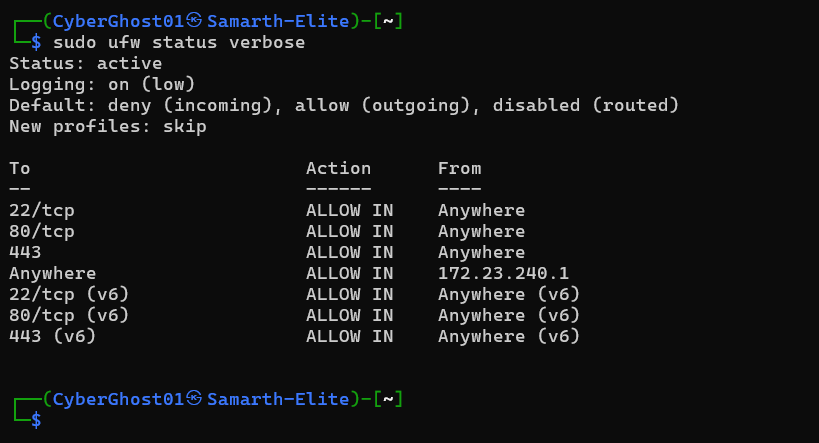 ┌──(CyberGhost01㉿Samarth-Elite)-[~]
└─$ sudo ufw status verbose
Status: active
Logging: on (low)
Default: deny (incoming), allow (outgoing), disabled (routed)
New profiles: skip

To                         Action      From
--                         ------      ----
22/tcp                     ALLOW IN    Anywhere
80/tcp                     ALLOW IN    Anywhere
443                        ALLOW IN    Anywhere
Anywhere                   ALLOW IN    172.23.240.1
22/tcp (v6)                ALLOW IN    Anywhere (v6)
80/tcp (v6)                ALLOW IN    Anywhere (v6)
443 (v6)                   ALLOW IN    Anywhere (v6)

┌──(CyberGhost01㉿Samarth-Elite)-[~]
└─$